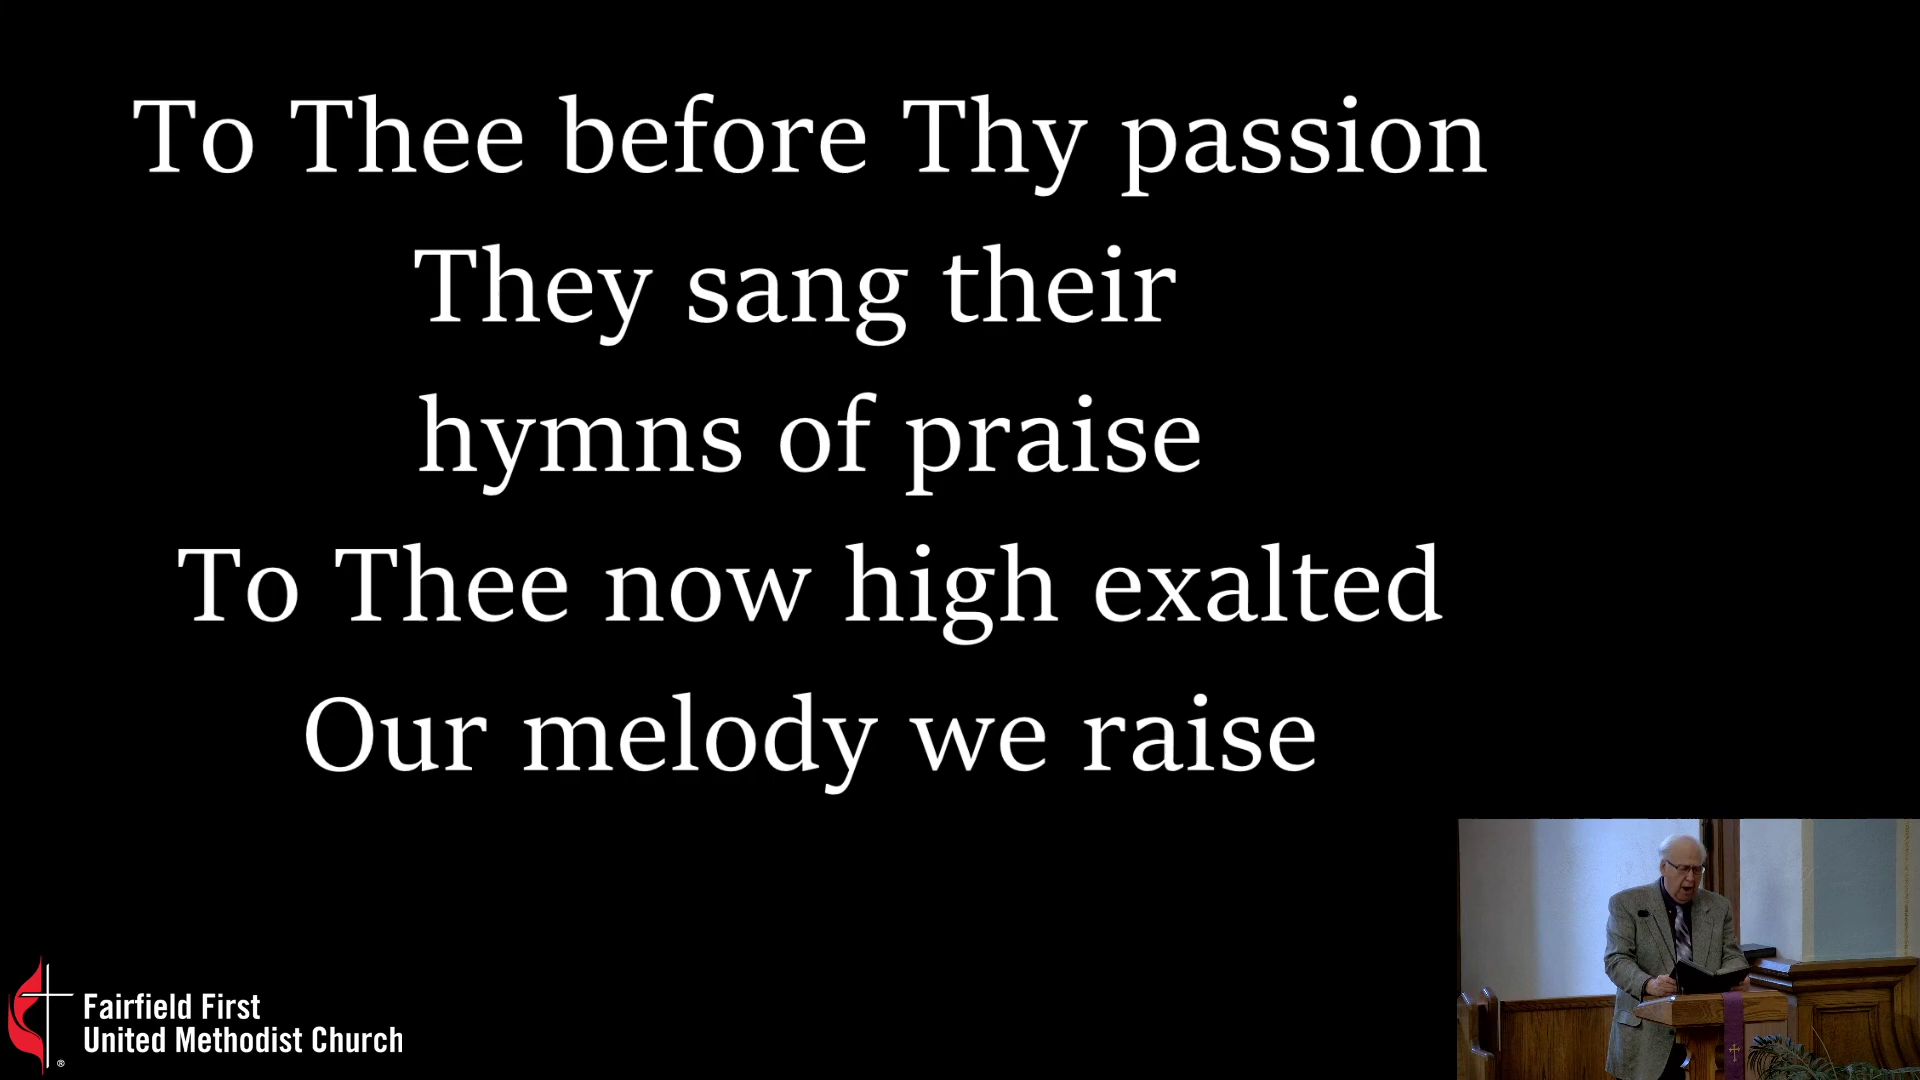 To Thee before Thy passion
They sang their
hymns of praise
To Thee now high exalted
Our melody we raise
Fairfield First
United Methodist Church
®